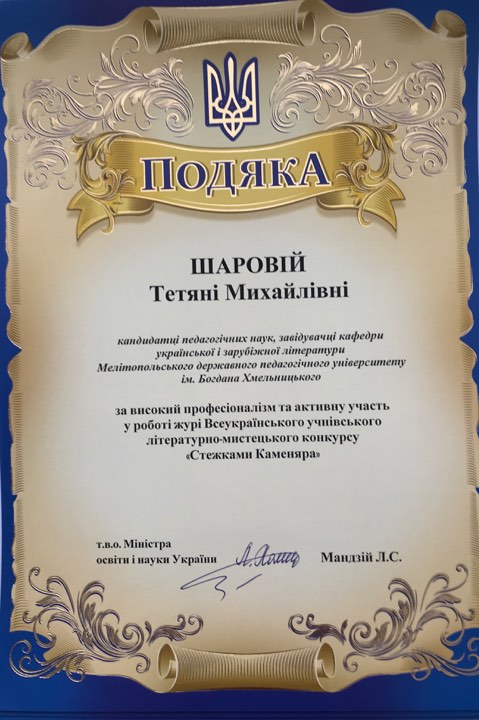 ПОДЯКА
ШАРОВІЙ
Тетяні Михайлівні
кандидатці педагогічних наук, завідувачці кафедри
української і зарубіжної літератури
Мелітопольського державного педагогічного університету
ім. Богдана Хмельницького
за високий професіоналізм та активну участь
у роботі журі Всеукраїнського учнівського
літературно-мистецького конкурсу
«Стежками Каменяра»
т.в.о. Міністра
освіти і науки України Мандзій Л.С.